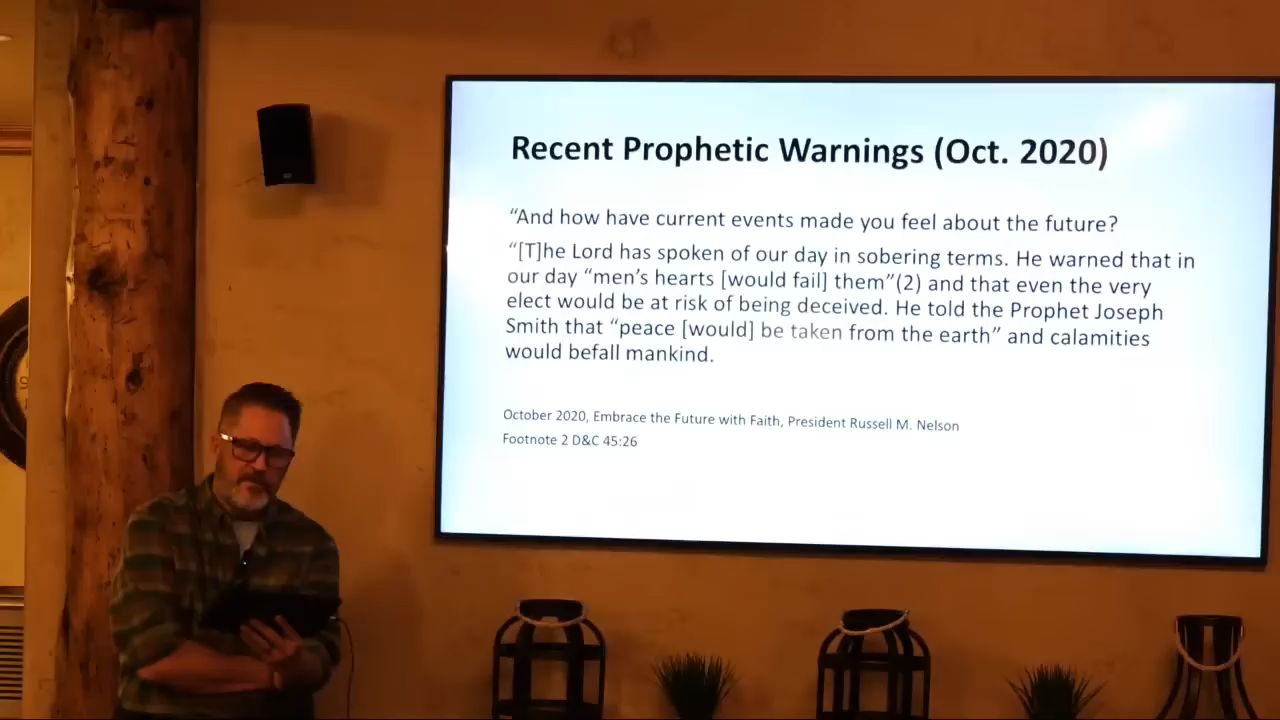 Recent Prophetic Warnings (Oct. 2020)
“And how have current events made you feel about the future?
“[T]he Lord has spoken of our day in sobering terms. He warned that in
our day “men’s hearts [would fail] them”(2) and that even the very
elect would be at risk of being deceived. He told the Prophet Joseph
Smith that “peace [would] be taken from the earth” and calamities
would befall mankind.
October 2020, Embrace the Future with Faith, President Russell M. Nelson
Footnote 2 D&C 45:26